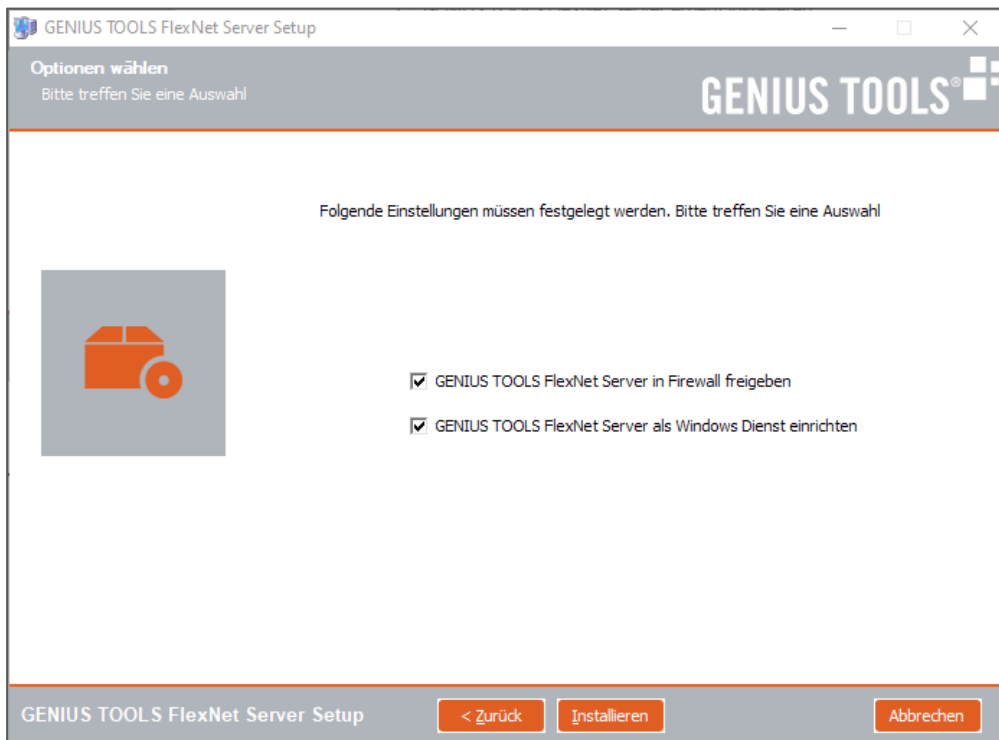 GENIUS TOOLS FlexNet Server Setup
Optionen wählen
Bitte treffen Sie eine Auswahl
GENIUS TOOLS®
Folgende Einstellungen müssen festgelegt werden. Bitte treffen Sie eine Auswahl
GENIUS TOOLS FlexNet Server in Firewall freigeben
GENIUS TOOLS FlexNet Server als Windows Dienst einrichten
GENIUS TOOLS FlexNet Server Setup
< Zurück
Installieren
Abbrechen